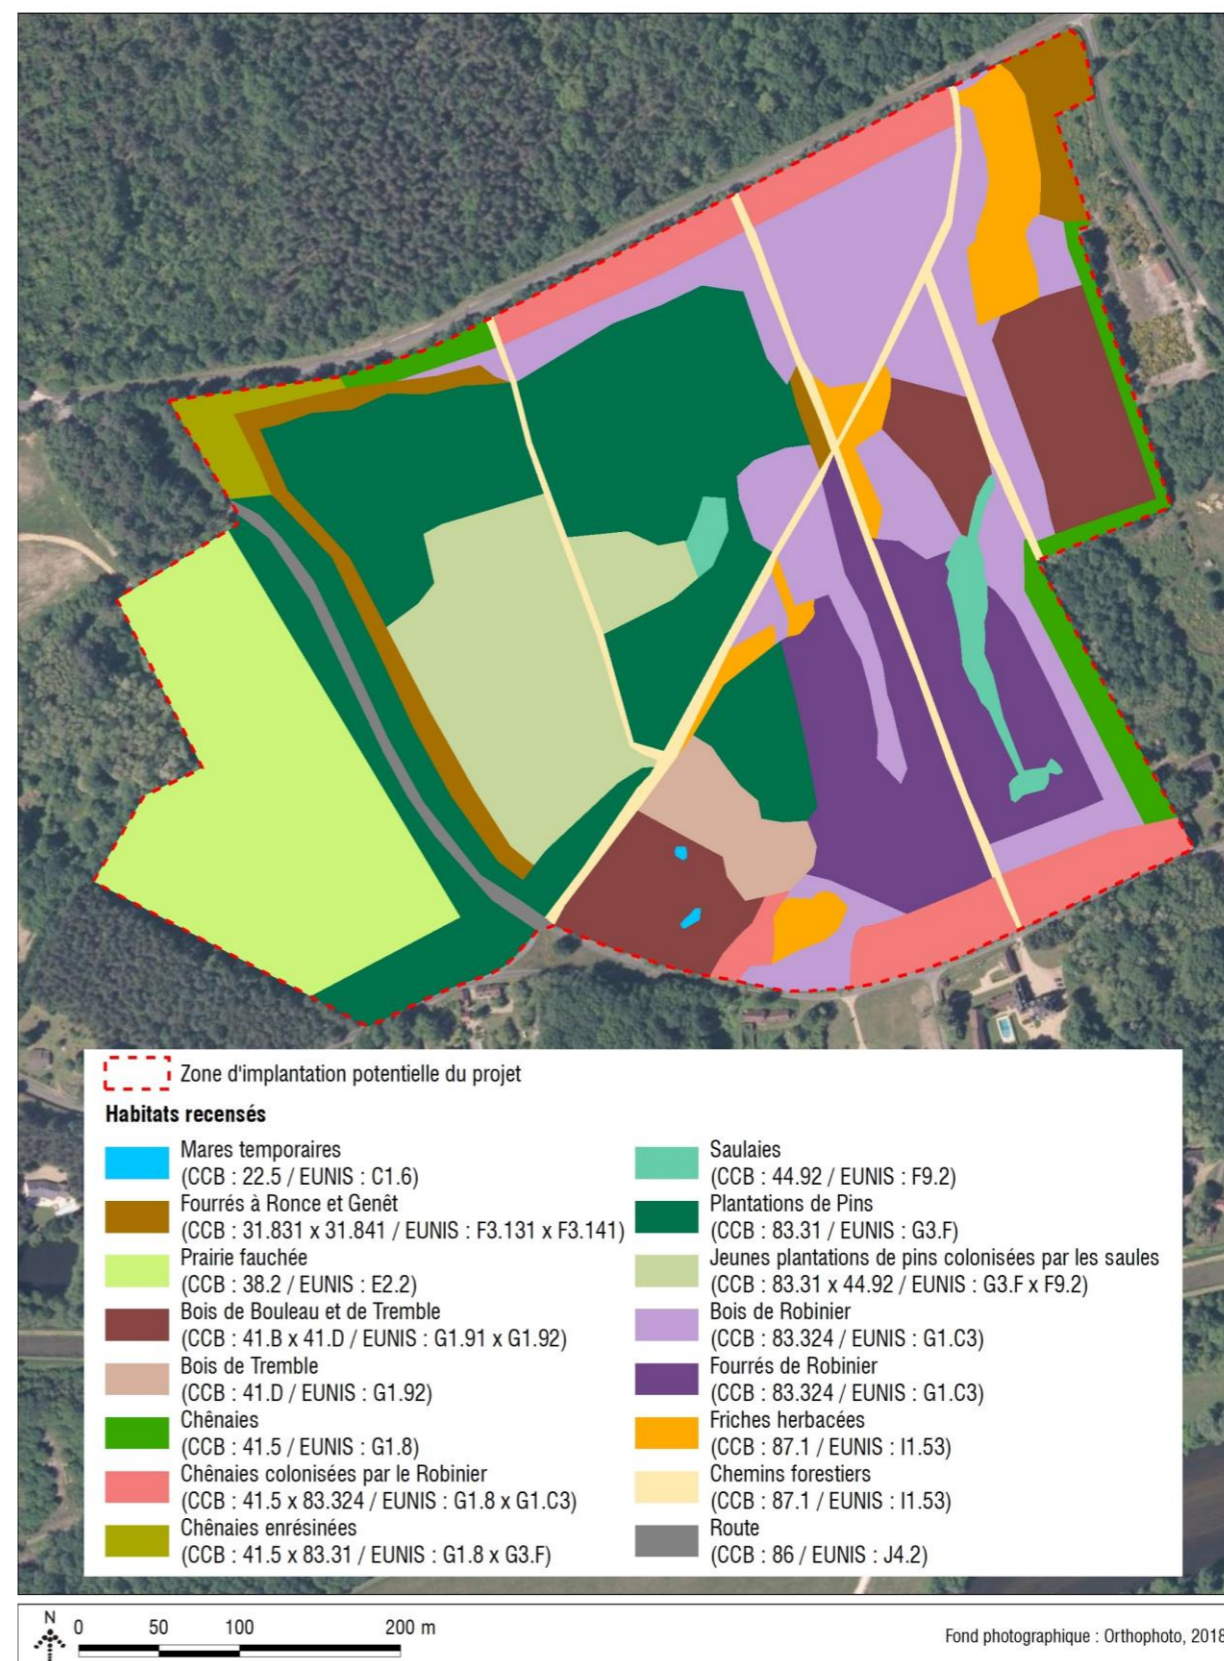 Zone d'implantation potentielle du projet
Habitats recensés
Mares temporaires
(CCB : 22.5 / EUNIS : C1.6)
Fourrés à Ronce et Genêt
(CCB : 31.831 x 31.841 / EUNIS : F3.131 x F3.141)
Prairie fauchée
(CCB : 38.2 / EUNIS : E2.2)
Bois de Bouleau et de Tremble
(CCB : 41.B x 41.D / EUNIS : G1.91 x G1.92)
Bois de Tremble
(CCB : 41.D / EUNIS : G1.92)
Chênaies
(CCB : 41.5 / EUNIS : G1.8)
Chênaies colonisées par le Robinier
(CCB : 41.5 x 83.324 / EUNIS : G1.8 x G1.C3)
Chênaies enrésinées
(CCB : 41.5 x 83.31 / EUNIS : G1.8 x G3.F)
Saulaies
(CCB : 44.92 / EUNIS : F9.2)
Plantations de Pins
(CCB : 83.31 / EUNIS : G3.F)
Jeunes plantations de pins colonisées par les saules
(CCB : 83.31 x 44.92 / EUNIS : G3.F x F9.2)
Bois de Robinier
(CCB : 83.324 / EUNIS : G1.C3)
Fourrés de Robinier
(CCB : 83.324 / EUNIS : G1.C3)
Friches herbacées
(CCB : 87.1 / EUNIS : I1.53)
Chemins forestiers
(CCB : 87.1 / EUNIS : I1.53)
Route
(CCB : 86 / EUNIS : J4.2)
N
0 50 100 200 m
Fond photographique : Orthophoto, 2018